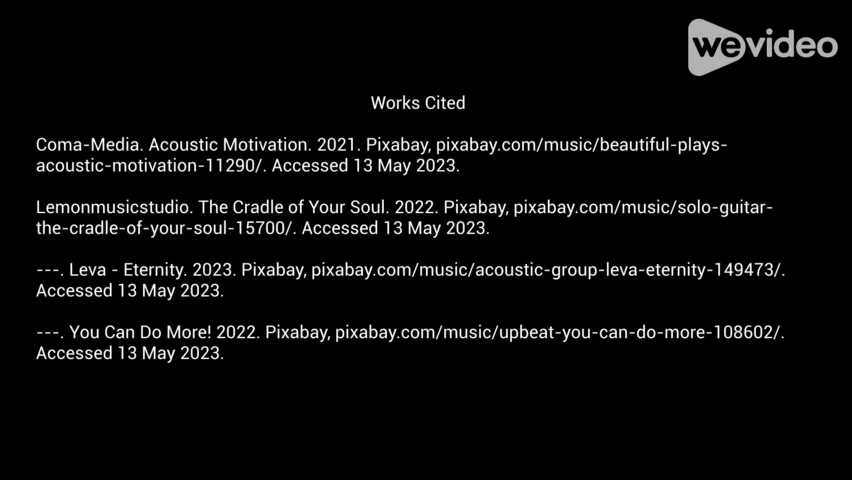 wevideo
Works Cited
Coma-Media. Acoustic Motivation. 2021. Pixabay, pixabay.com/music/beautiful-plays-
acoustic-motivation-11290/. Accessed 13 May 2023.
Lemonmusicstudio. The Cradle of Your Soul. 2022. Pixabay, pixabay.com/music/solo-guitar-
the-cradle-of-your-soul-15700/. Accessed 13 May 2023.
---. Leva - Eternity. 2023. Pixabay, pixabay.com/music/acoustic-group-leva-eternity-149473/.
Accessed 13 May 2023.
---. You Can Do More! 2022. Pixabay, pixabay.com/music/upbeat-you-can-do-more-108602/.
Accessed 13 May 2023.